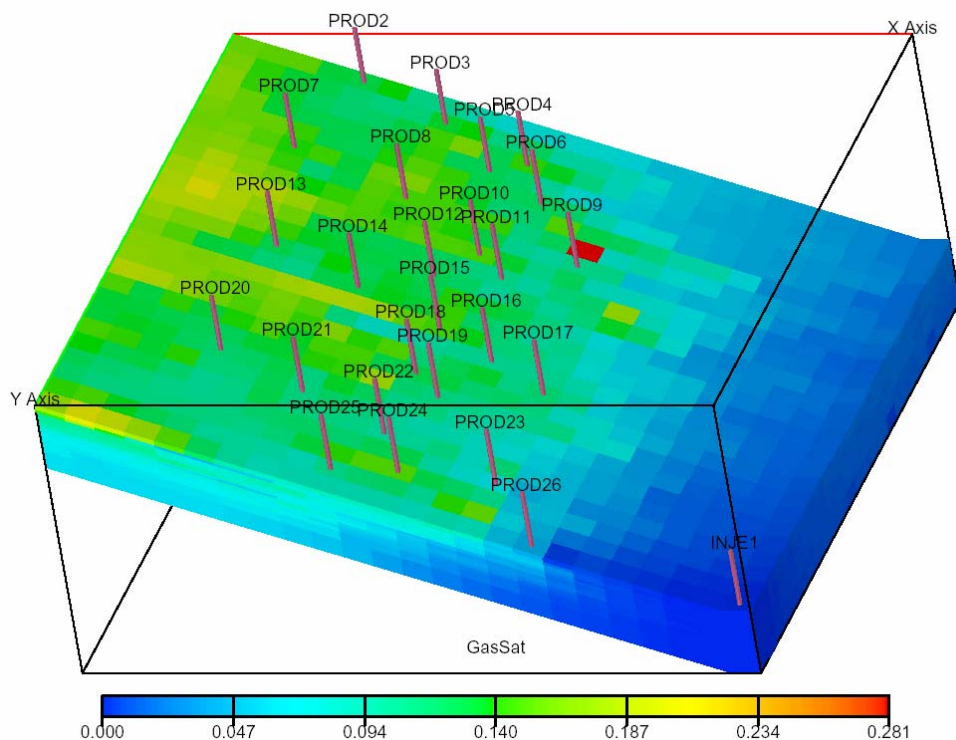 PROD2
X Axis
PROD3
PROD7
PROD5
PROD4
PROD8
PROD6
PROD13
PROD10
PROD9
PROD12
PROD11
PROD14
PROD15
PROD20
PROD16
PROD18
PROD21
PROD19
PROD17
PROD22
Y Axis
PROD25
PROD24
PROD23
PROD26
INJE1
GasSat
0.000 0.047 0.094 0.140 0.187 0.234 0.281